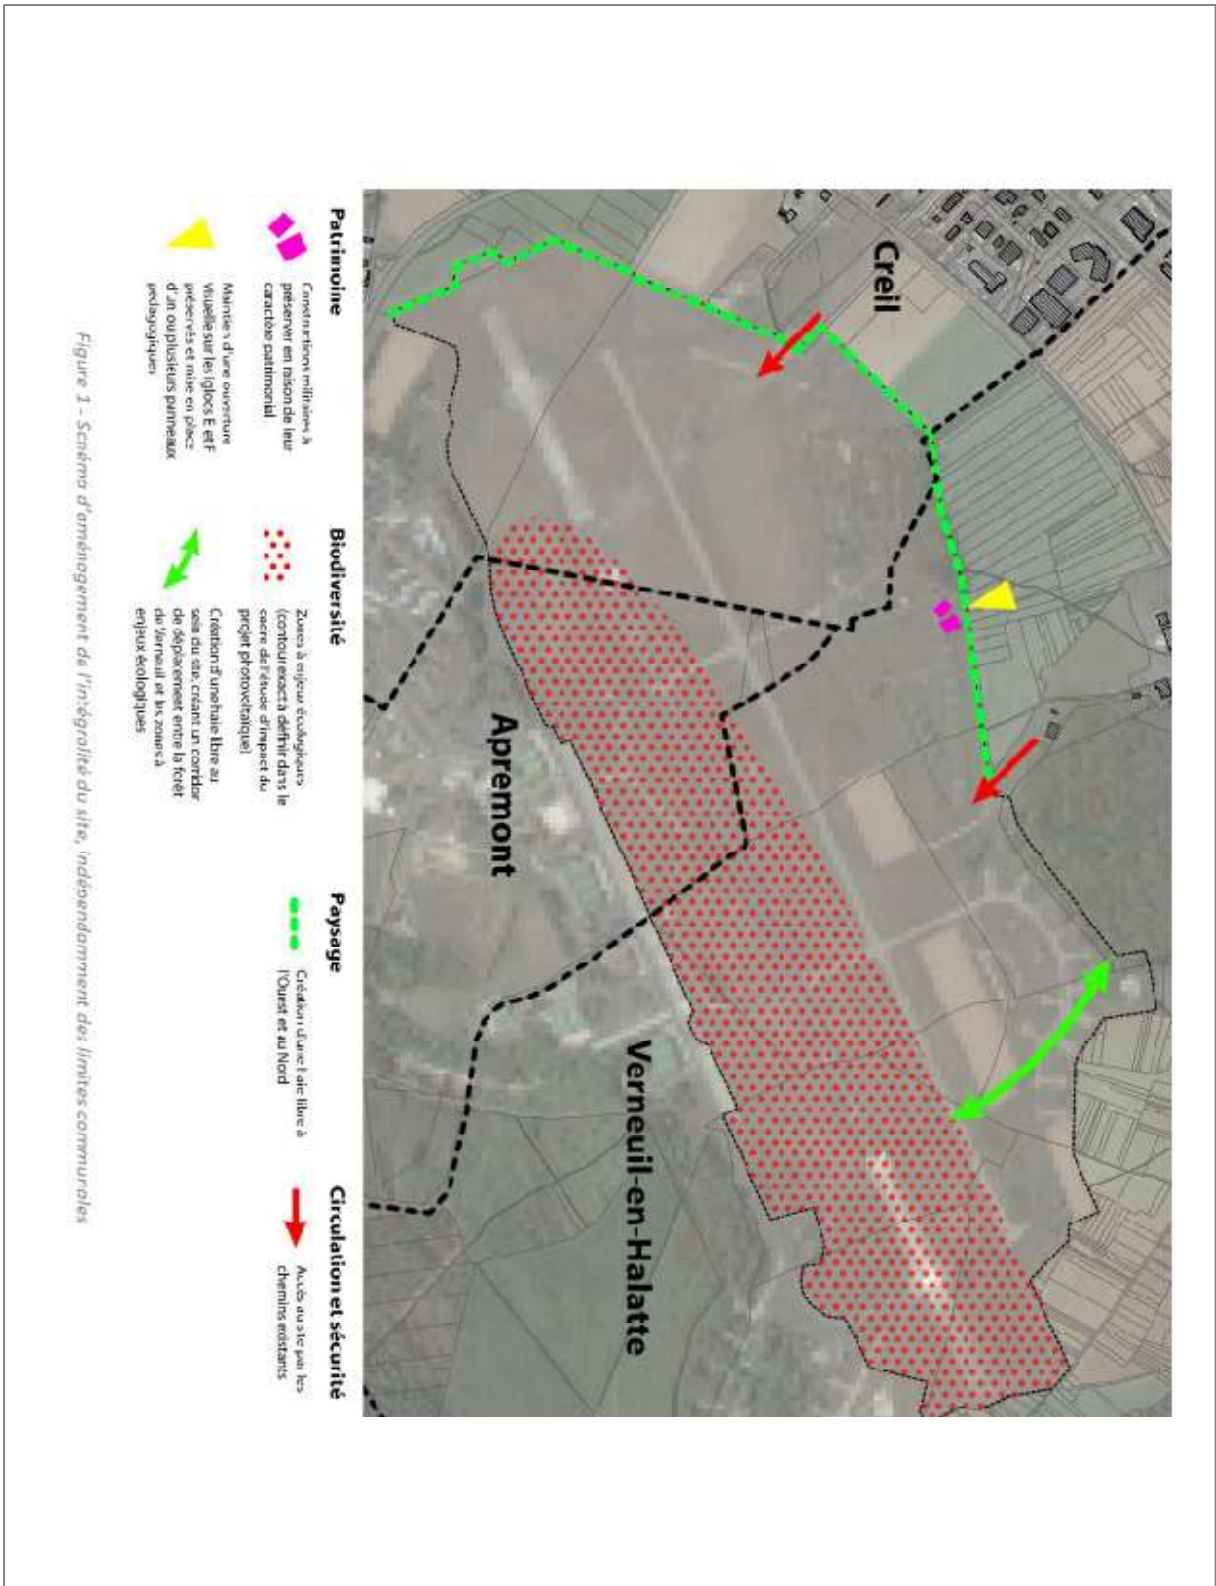 Creil
Apremont
Verneuil-en-Halatte
Patrimoine
Constructions militaires à
préserver en raison de leur
caractère patrimonial
Maintien d'une ouverture
visuelle sur les igloos E et F
préservés et mise en place
d'un ou plusieurs panneaux
pédagogiques
Biodiversité
Zones à enjeux écologiques
(contour exact à définir dans le
cadre de l'étude d'impact du
projet photovoltaïque)
Création d'une haie libre au
sein du site, créant un corridor
de déplacement entre la forêt
de Verneuil et les zones à
enjeux écologiques
Paysage
Création d'une haie libre à
l'Ouest et au Nord
Circulation et sécurité
Accès au site par les
chemins existants
Figure 1 - Schéma d'aménagement de l'intégralité du site, indépendamment des limites communales